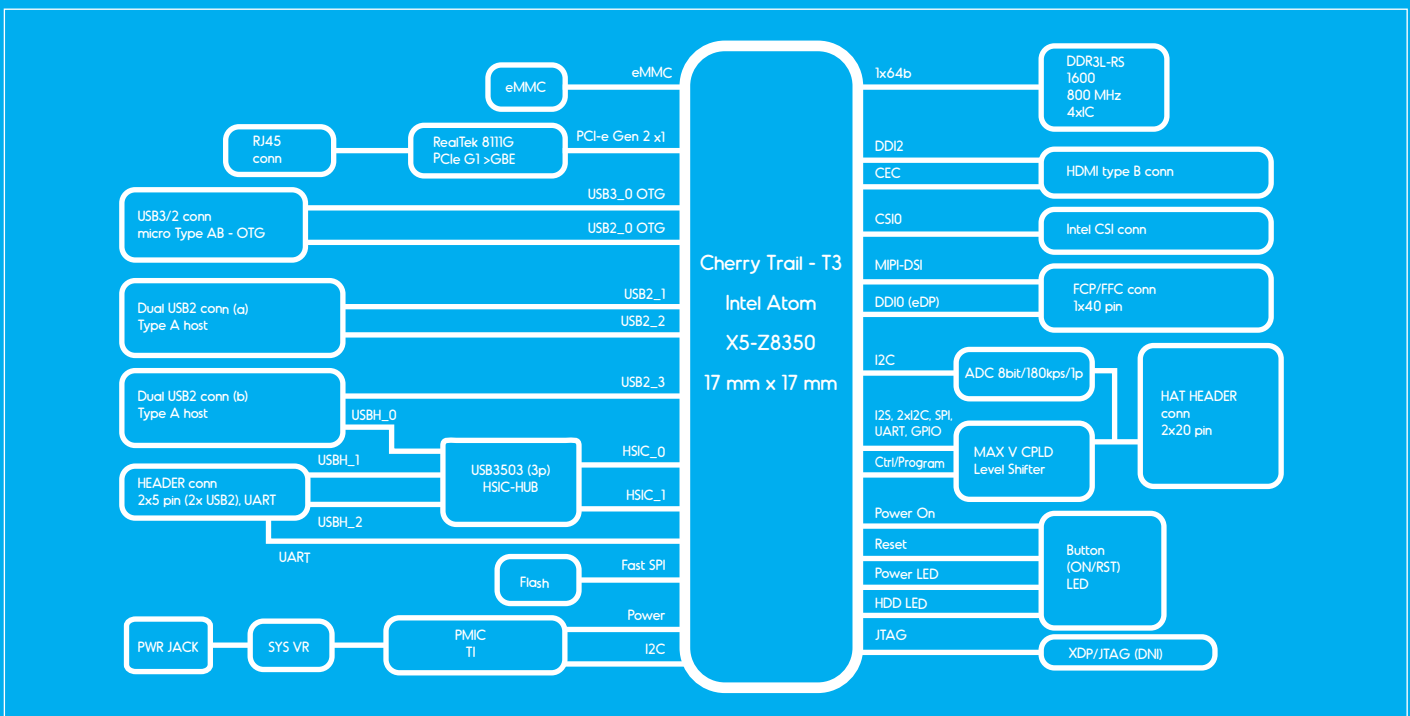 eMMC
eMMC
RJ45
conn
RealTek 8111G
PCIe G1 >GBE
PCI-e Gen 2 x1
USB3/2 conn
micro Type AB - OTG
USB3_0 OTG
USB2_0 OTG
Dual USB2 conn (a)
Type A host
USB2_1
USB2_2
Dual USB2 conn (b)
Type A host
USB2_3
USBH_0
USBH_1
HEADER conn
2x5 pin (2x USB2), UART
USBH_2
UART
USB3503 (3p)
HSIC-HUB
HSIC_0
HSIC_1
Flash
Fast SPI
PWR JACK
SYS VR
PMIC
TI
Power
I2C
Cherry Trail - T3
Intel Atom
X5-Z8350
17 mm x 17 mm
1x64b
DDR3L-RS
1600
800 MHz
4xIC
DDI2
CEC
HDMI type B conn
CSI0
Intel CSI conn
MIPI-DSI
DDI0 (eDP)
FCP/FFC conn
1x40 pin
I2C
ADC 8bit/180kps/1p
I2S, 2xI2C, SPI,
UART, GPIO
Ctrl/Program
MAX V CPLD
Level Shifter
HAT HEADER
conn
2x20 pin
Power On
Reset
Power LED
HDD LED
Button
(ON/RST)
LED
JTAG
XDP/JTAG (DNI)